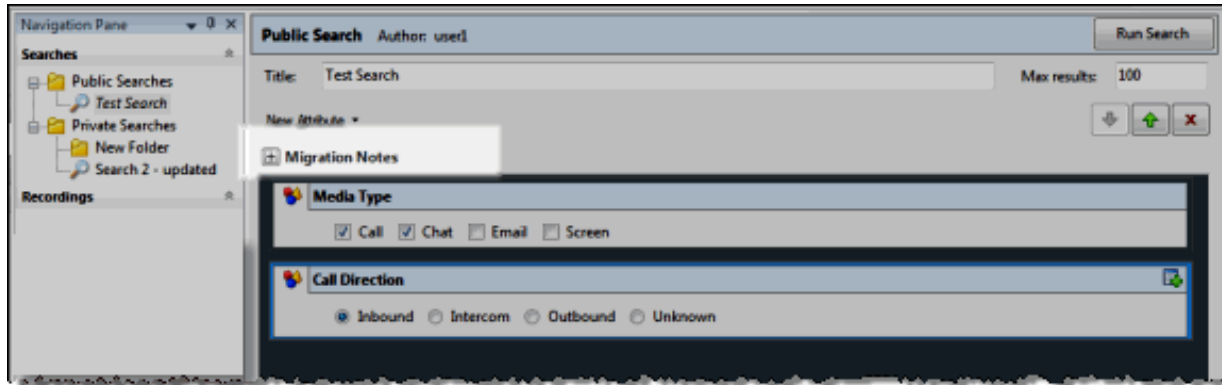 Navigation Pane
Searches
Public Searches
Test Search
Private Searches
New Folder
Search 2 - updated
Recordings
Public Search Author: user1 Run Search
Title: Test Search Max results: 100
New Attribute
Migration Notes
Media Type
Call Chat Email Screen
Call Direction
Inbound Intercom Outbound Unknown